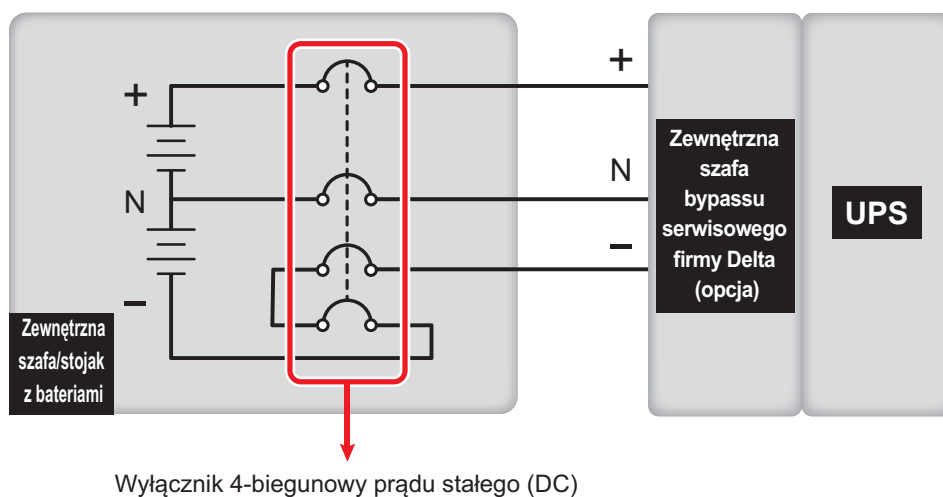 +
N
−
Zewnętrzna
szafa/stojak
z bateriami
+
N
−
Zewnętrzna
szafa
bypassu
serwisowego
firmy Delta
(opcja)
UPS
Wyłącznik 4-biegunowy prądu stałego (DC)